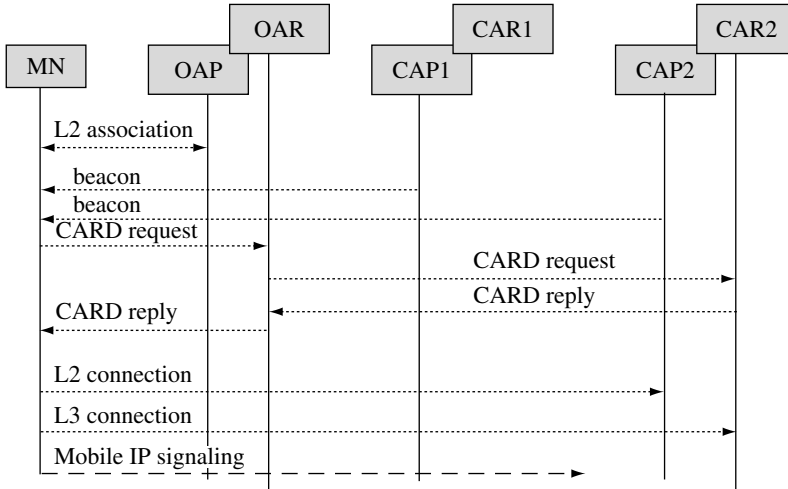 OAR
CAR1
CAR2
MN
OAP
CAP1
CAP2
L2 association
beacon
beacon
CARD request
CARD request
CARD reply
CARD reply
L2 connection
L3 connection
Mobile IP signaling